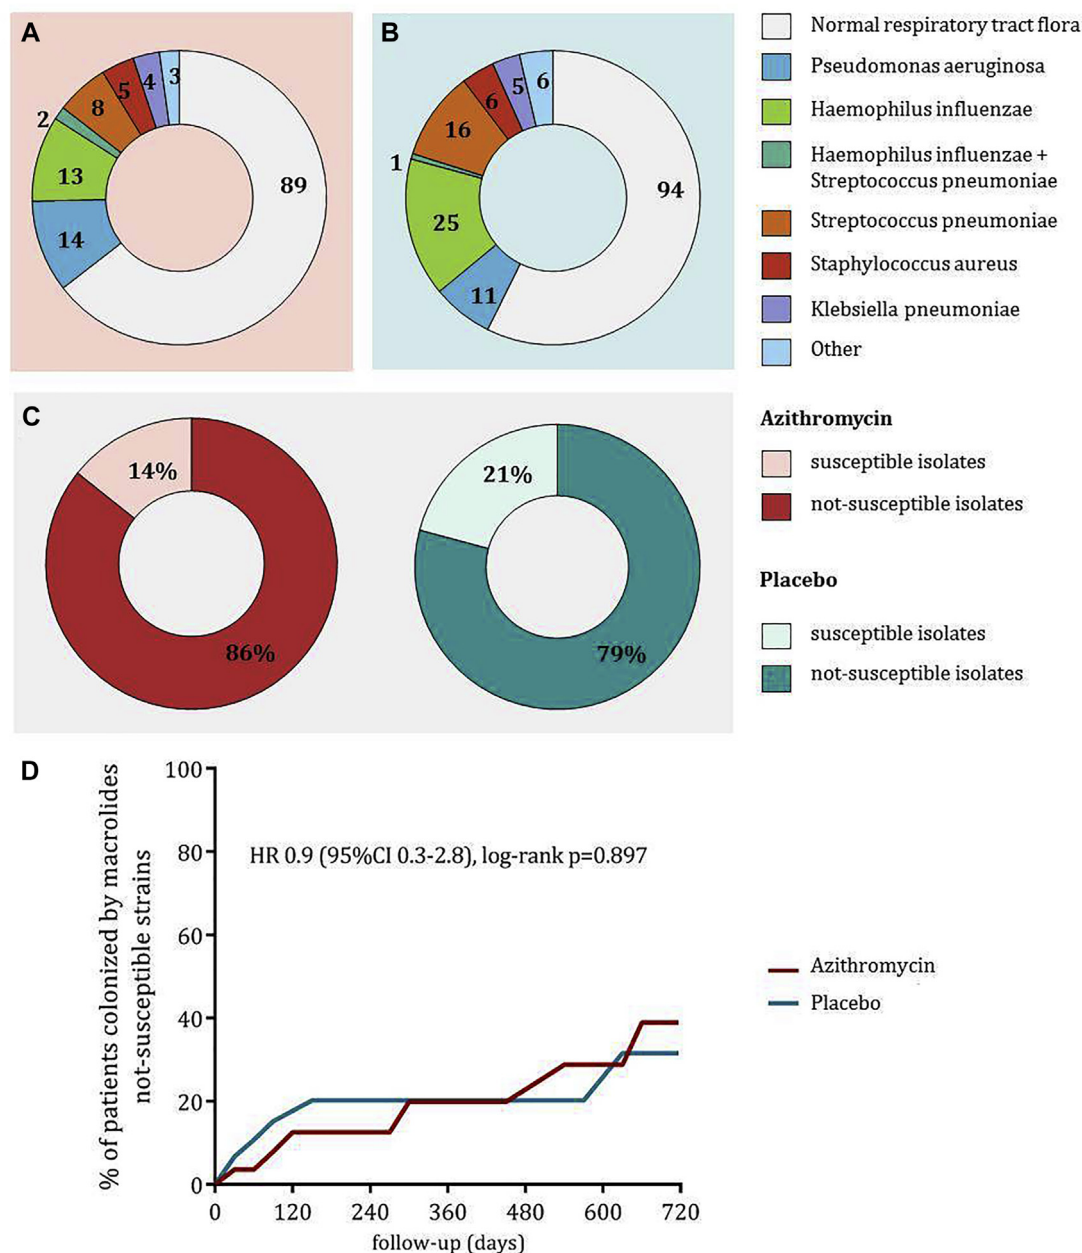 A
89
14
13
2
8
5
4
3
B
94
11
25
1
16
6
5
6
Normal respiratory tract flora
Pseudomonas aeruginosa
Haemophilus influenzae
Haemophilus influenzae +
Streptococcus pneumoniae
Streptococcus pneumoniae
Staphylococcus aureus
Klebsiella pneumoniae
Other
C
14%
86%
21%
79%
Azithromycin
susceptible isolates
not-susceptible isolates
Placebo
susceptible isolates
not-susceptible isolates
D
% of patients colonized by macrolides
not-susceptible strains
100
80
60
40
20
0
HR 0.9 (95%CI 0.3-2.8), log-rank p=0.897
0 120 240 360 480 600 720
follow-up (days)
Azithromycin
Placebo